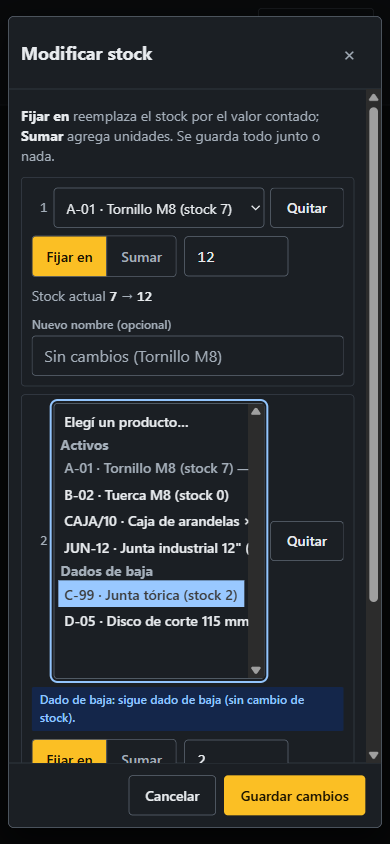 Modificar stock
×
Fijar en reemplaza el stock por el valor contado;
Sumar agrega unidades. Se guarda todo junto o
nada.
1
A-01 · Tornillo M8 (stock 7)
Quitar
Fijar en
Sumar
12
Stock actual 7 → 12
Nuevo nombre (opcional)
Sin cambios (Tornillo M8)
2
Elegí un producto...
Activos
A-01 · Tornillo M8 (stock 7) —
B-02 · Tuerca M8 (stock 0)
CAJA/10 · Caja de arandelas ×
JUN-12 · Junta industrial 12" (
Dados de baja
C-99 · Junta tórica (stock 2)
D-05 · Disco de corte 115 mm
Quitar
Dado de baja: sigue dado de baja (sin cambio de
stock).
Fijar en
Sumar
2
Cancelar
Guardar cambios